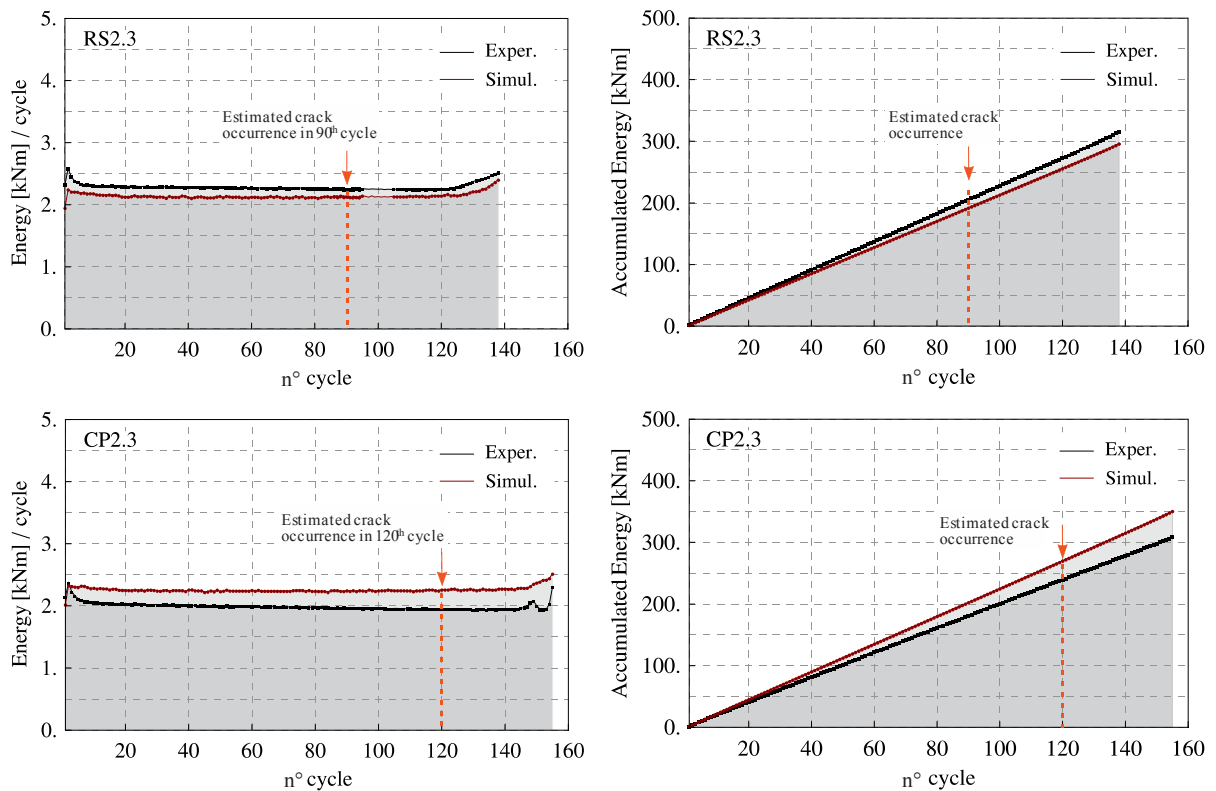 RS2.3
Exper.
Simul.
Estimated crack
occurrence in 90th cycle
Energy [kNm] / cycle
5.
4.
3.
2.
1.
0.
20 40 60 80 100 120 140 160
n° cycle
RS2.3
Exper.
Simul.
Estimated crack
occurrence
Accumulated Energy [kNm]
500.
400.
300.
200.
100.
0.
20 40 60 80 100 120 140 160
n° cycle
CP2.3
Exper.
Simul.
Estimated crack
occurrence in 120th cycle
Energy [kNm] / cycle
5.
4.
3.
2.
1.
0.
20 40 60 80 100 120 140 160
n° cycle
CP2.3
Exper.
Simul.
Estimated crack
occurrence
Accumulated Energy [kNm]
500.
400.
300.
200.
100.
0.
20 40 60 80 100 120 140 160
n° cycle